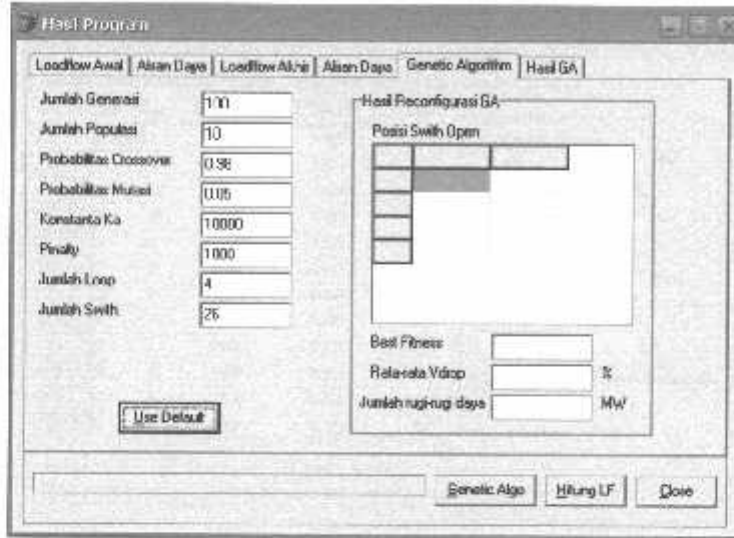 Hasil Program
Loadflow Awal Aliran Daya Loadflow Akhir Aliran Daya Genetic Algorithm Hasil GA
Jumlah Generasi 100
Jumlah Populasi 10
Probabilitas Crossover 0.98
Probabilitas Mutasi 0.05
Konstanta Ka 10000
Pinalty 1000
Jumlah Loop 4
Jumlah Swith 26
Use Default
Hasil Reconfigurasi GA
Posisi Swith Open
Best Fitness
Rata-rata Vdrop %
Jumlah rugi-rugi daya MW
Genetic Algo Hitung LF Close